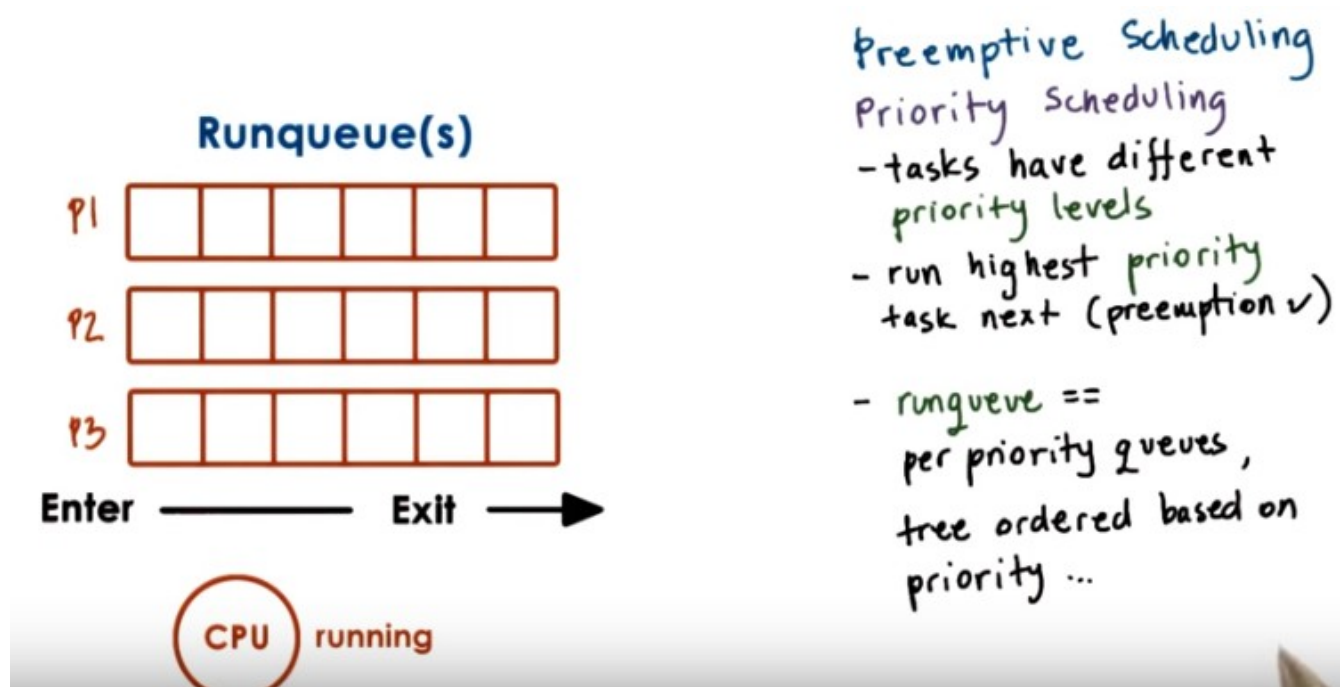 Runqueue(s)
P1
P2
P3
Enter
Exit
CPU
running
Preemptive Scheduling
Priority Scheduling
- tasks have different
priority levels
- run highest priority
task next (preemption ✓)
- runqueue ==
per priority queues,
tree ordered based on
priority ...